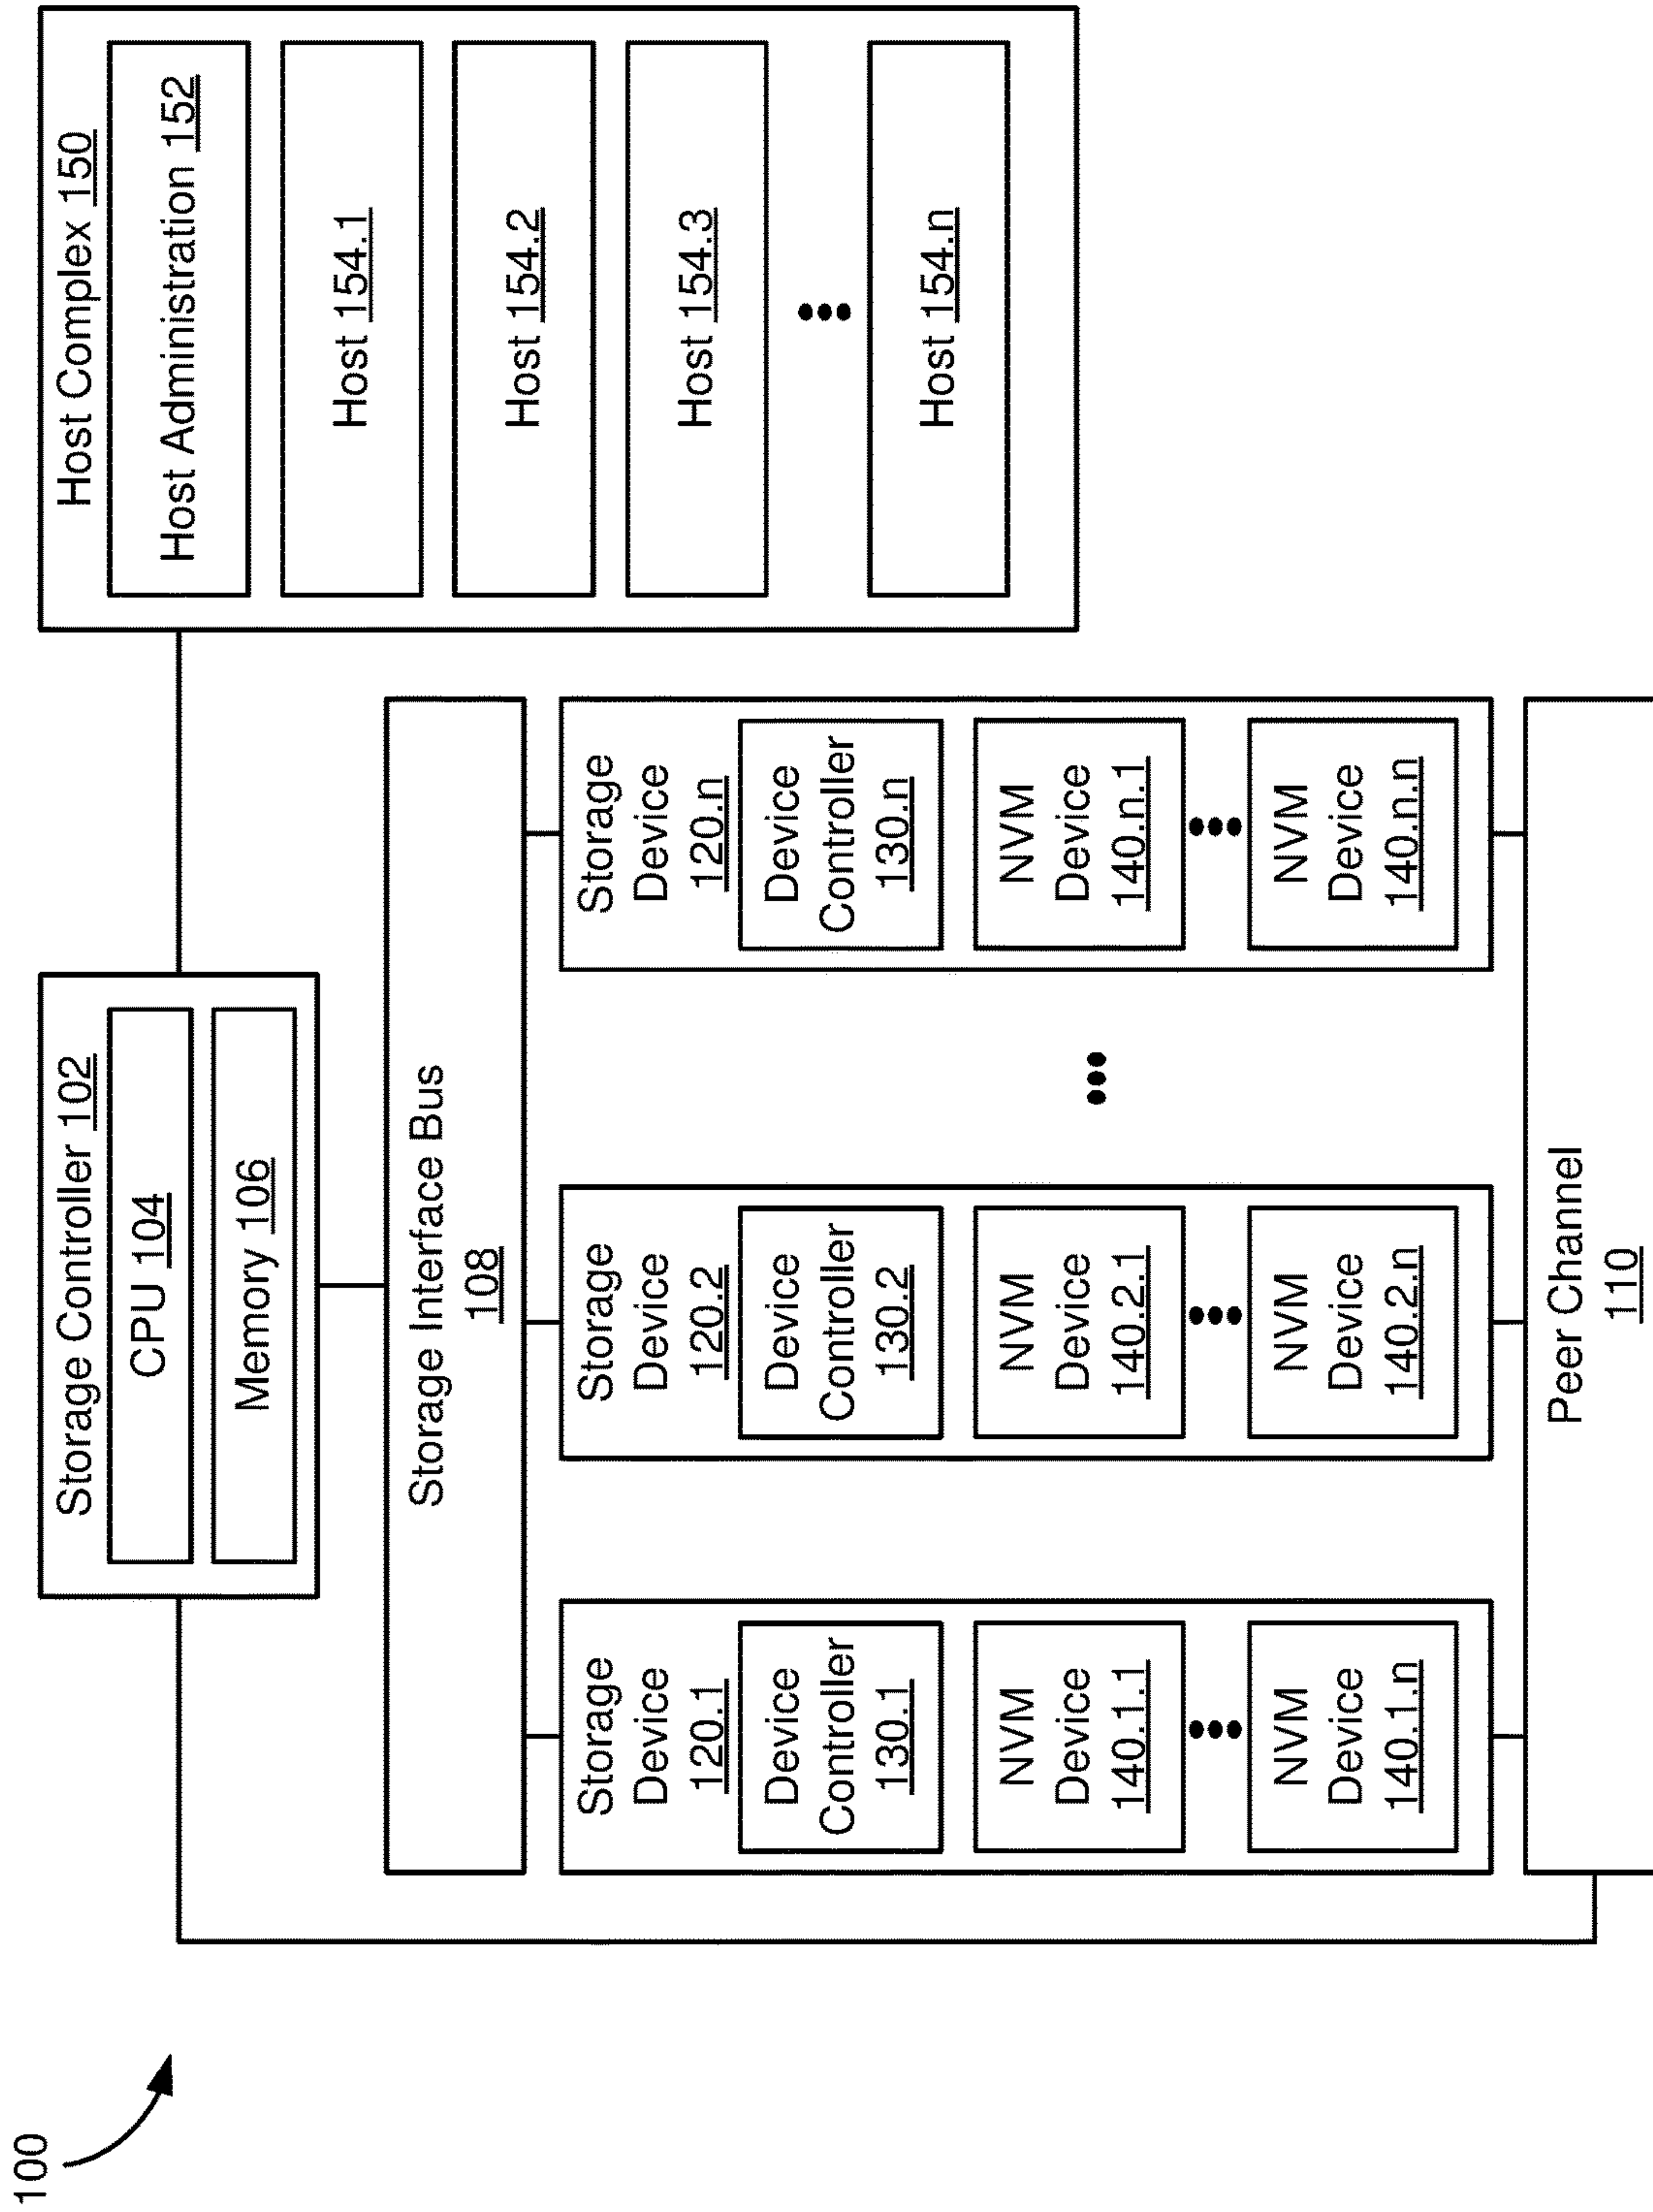 100
Storage Controller 102
CPU 104
Memory 106
Host Complex 150
Host Administration 152
Host 154.1
Host 154.2
Host 154.3
Host 154.n
Storage Interface Bus
108
Storage
Device
120.1
Device
Controller
130.1
NVM
Device
140.1.1
NVM
Device
140.1.n
Storage
Device
120.2
Device
Controller
130.2
NVM
Device
140.2.1
NVM
Device
140.2.n
Storage
Device
120.n
Device
Controller
130.n
NVM
Device
140.n.1
NVM
Device
140.n.n
Peer Channel
110